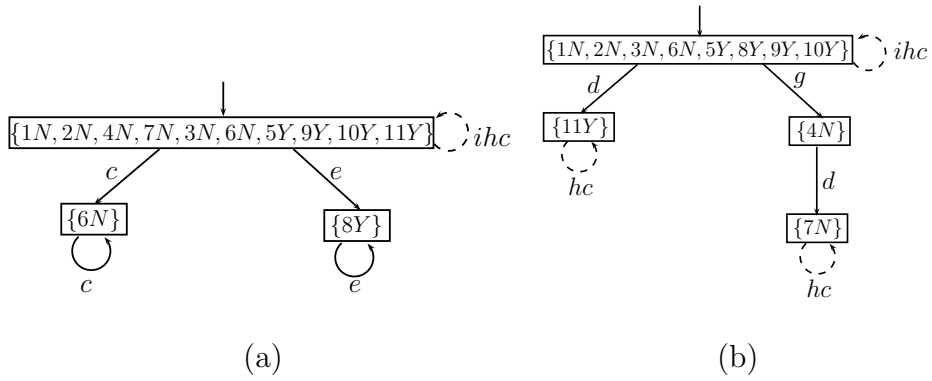 {1N, 2N, 3N, 6N, 5Y, 8Y, 9Y, 10Y}
ihc
d
g
{11Y}
{4N}
hc
d
{7N}
hc
{1N, 2N, 4N, 7N, 3N, 6N, 5Y, 9Y, 10Y, 11Y}
ihc
c
e
{6N}
{8Y}
c
e
(a)
(b)